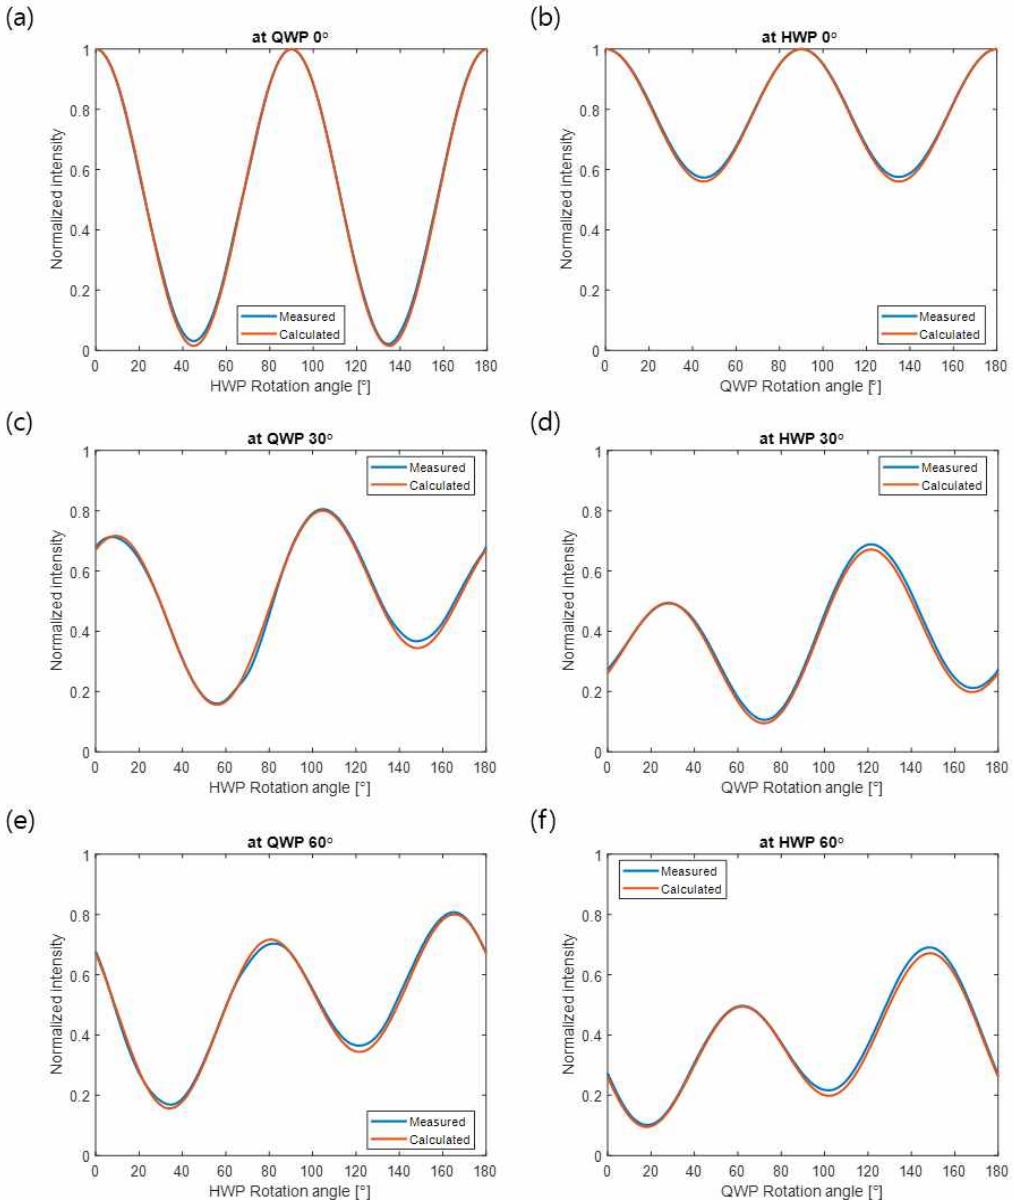 (a)
at QWP 0°
Normalized intensity
1
0.8
0.6
0.4
0.2
0
Measured
Calculated
0 20 40 60 80 100 120 140 160 180
HWP Rotation angle [°]
(b)
at HWP 0°
Normalized intensity
1
0.8
0.6
0.4
0.2
0
Measured
Calculated
0 20 40 60 80 100 120 140 160 180
QWP Rotation angle [°]
(c)
at QWP 30°
Normalized intensity
1
0.8
0.6
0.4
0.2
0
Measured
Calculated
0 20 40 60 80 100 120 140 160 180
HWP Rotation angle [°]
(d)
at HWP 30°
Normalized intensity
1
0.8
0.6
0.4
0.2
0
Measured
Calculated
0 20 40 60 80 100 120 140 160 180
QWP Rotation angle [°]
(e)
at QWP 60°
Normalized intensity
1
0.8
0.6
0.4
0.2
0
Measured
Calculated
0 20 40 60 80 100 120 140 160 180
HWP Rotation angle [°]
(f)
at HWP 60°
Normalized intensity
1
0.8
0.6
0.4
0.2
0
Measured
Calculated
0 20 40 60 80 100 120 140 160 180
QWP Rotation angle [°]